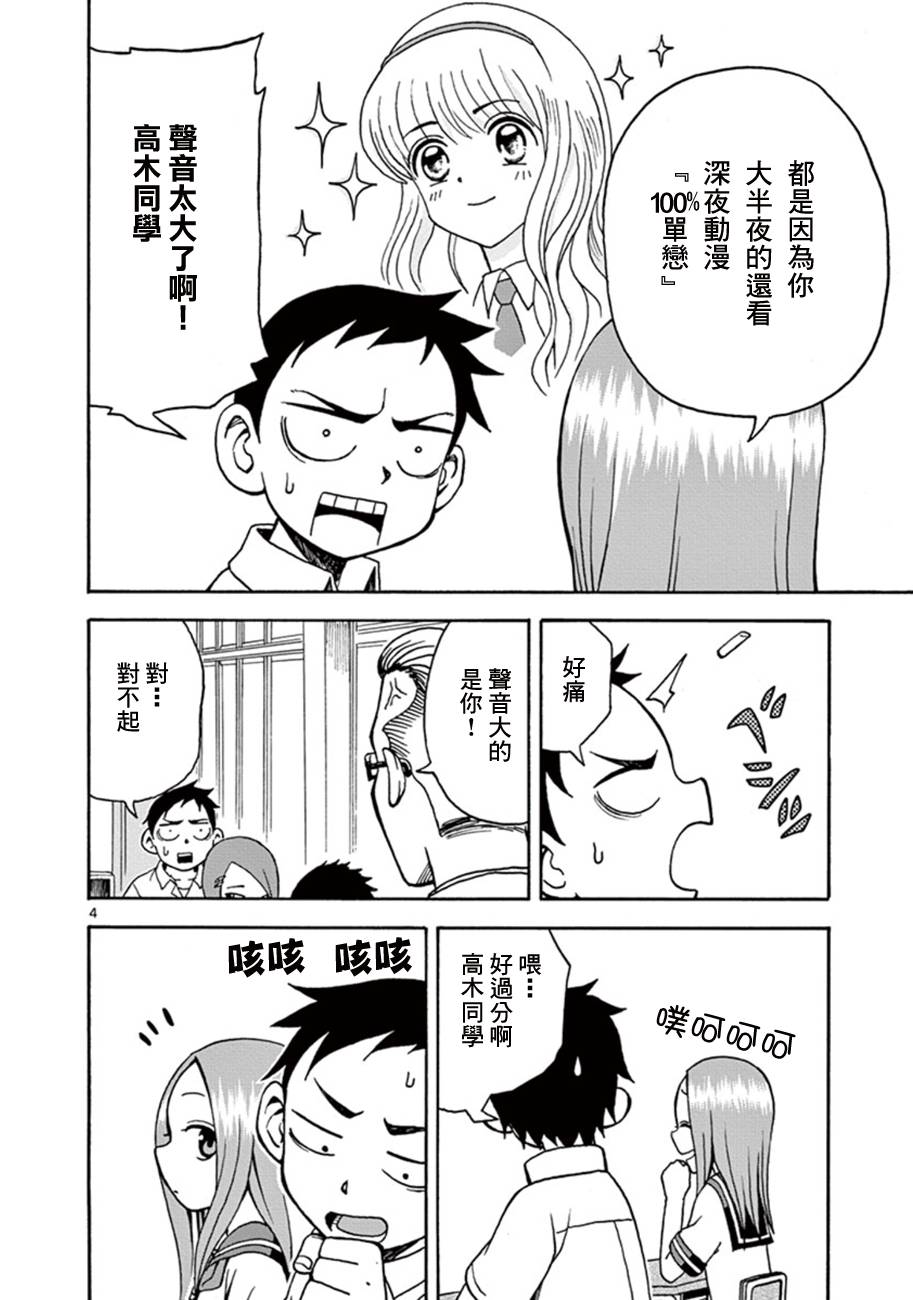 都是因為你
大半夜的還看
深夜動漫
『100%單戀』
聲音太大了啊！
高木同學
好痛
聲音大的
是你！
對…
對不起
4
噗呵呵呵
喂…
好過分啊
高木同學
咳咳 咳咳